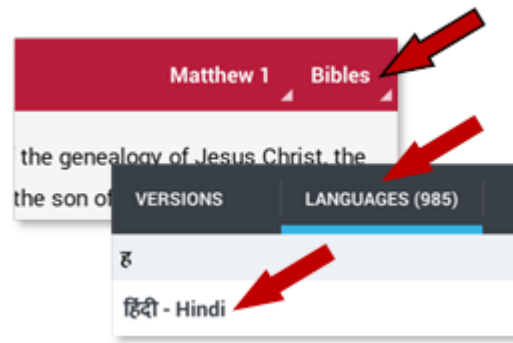 Matthew 1 Bibles
the genealogy of Jesus Christ, the
the son of
VERSIONS LANGUAGES (985)
ह
हिंदी - Hindi